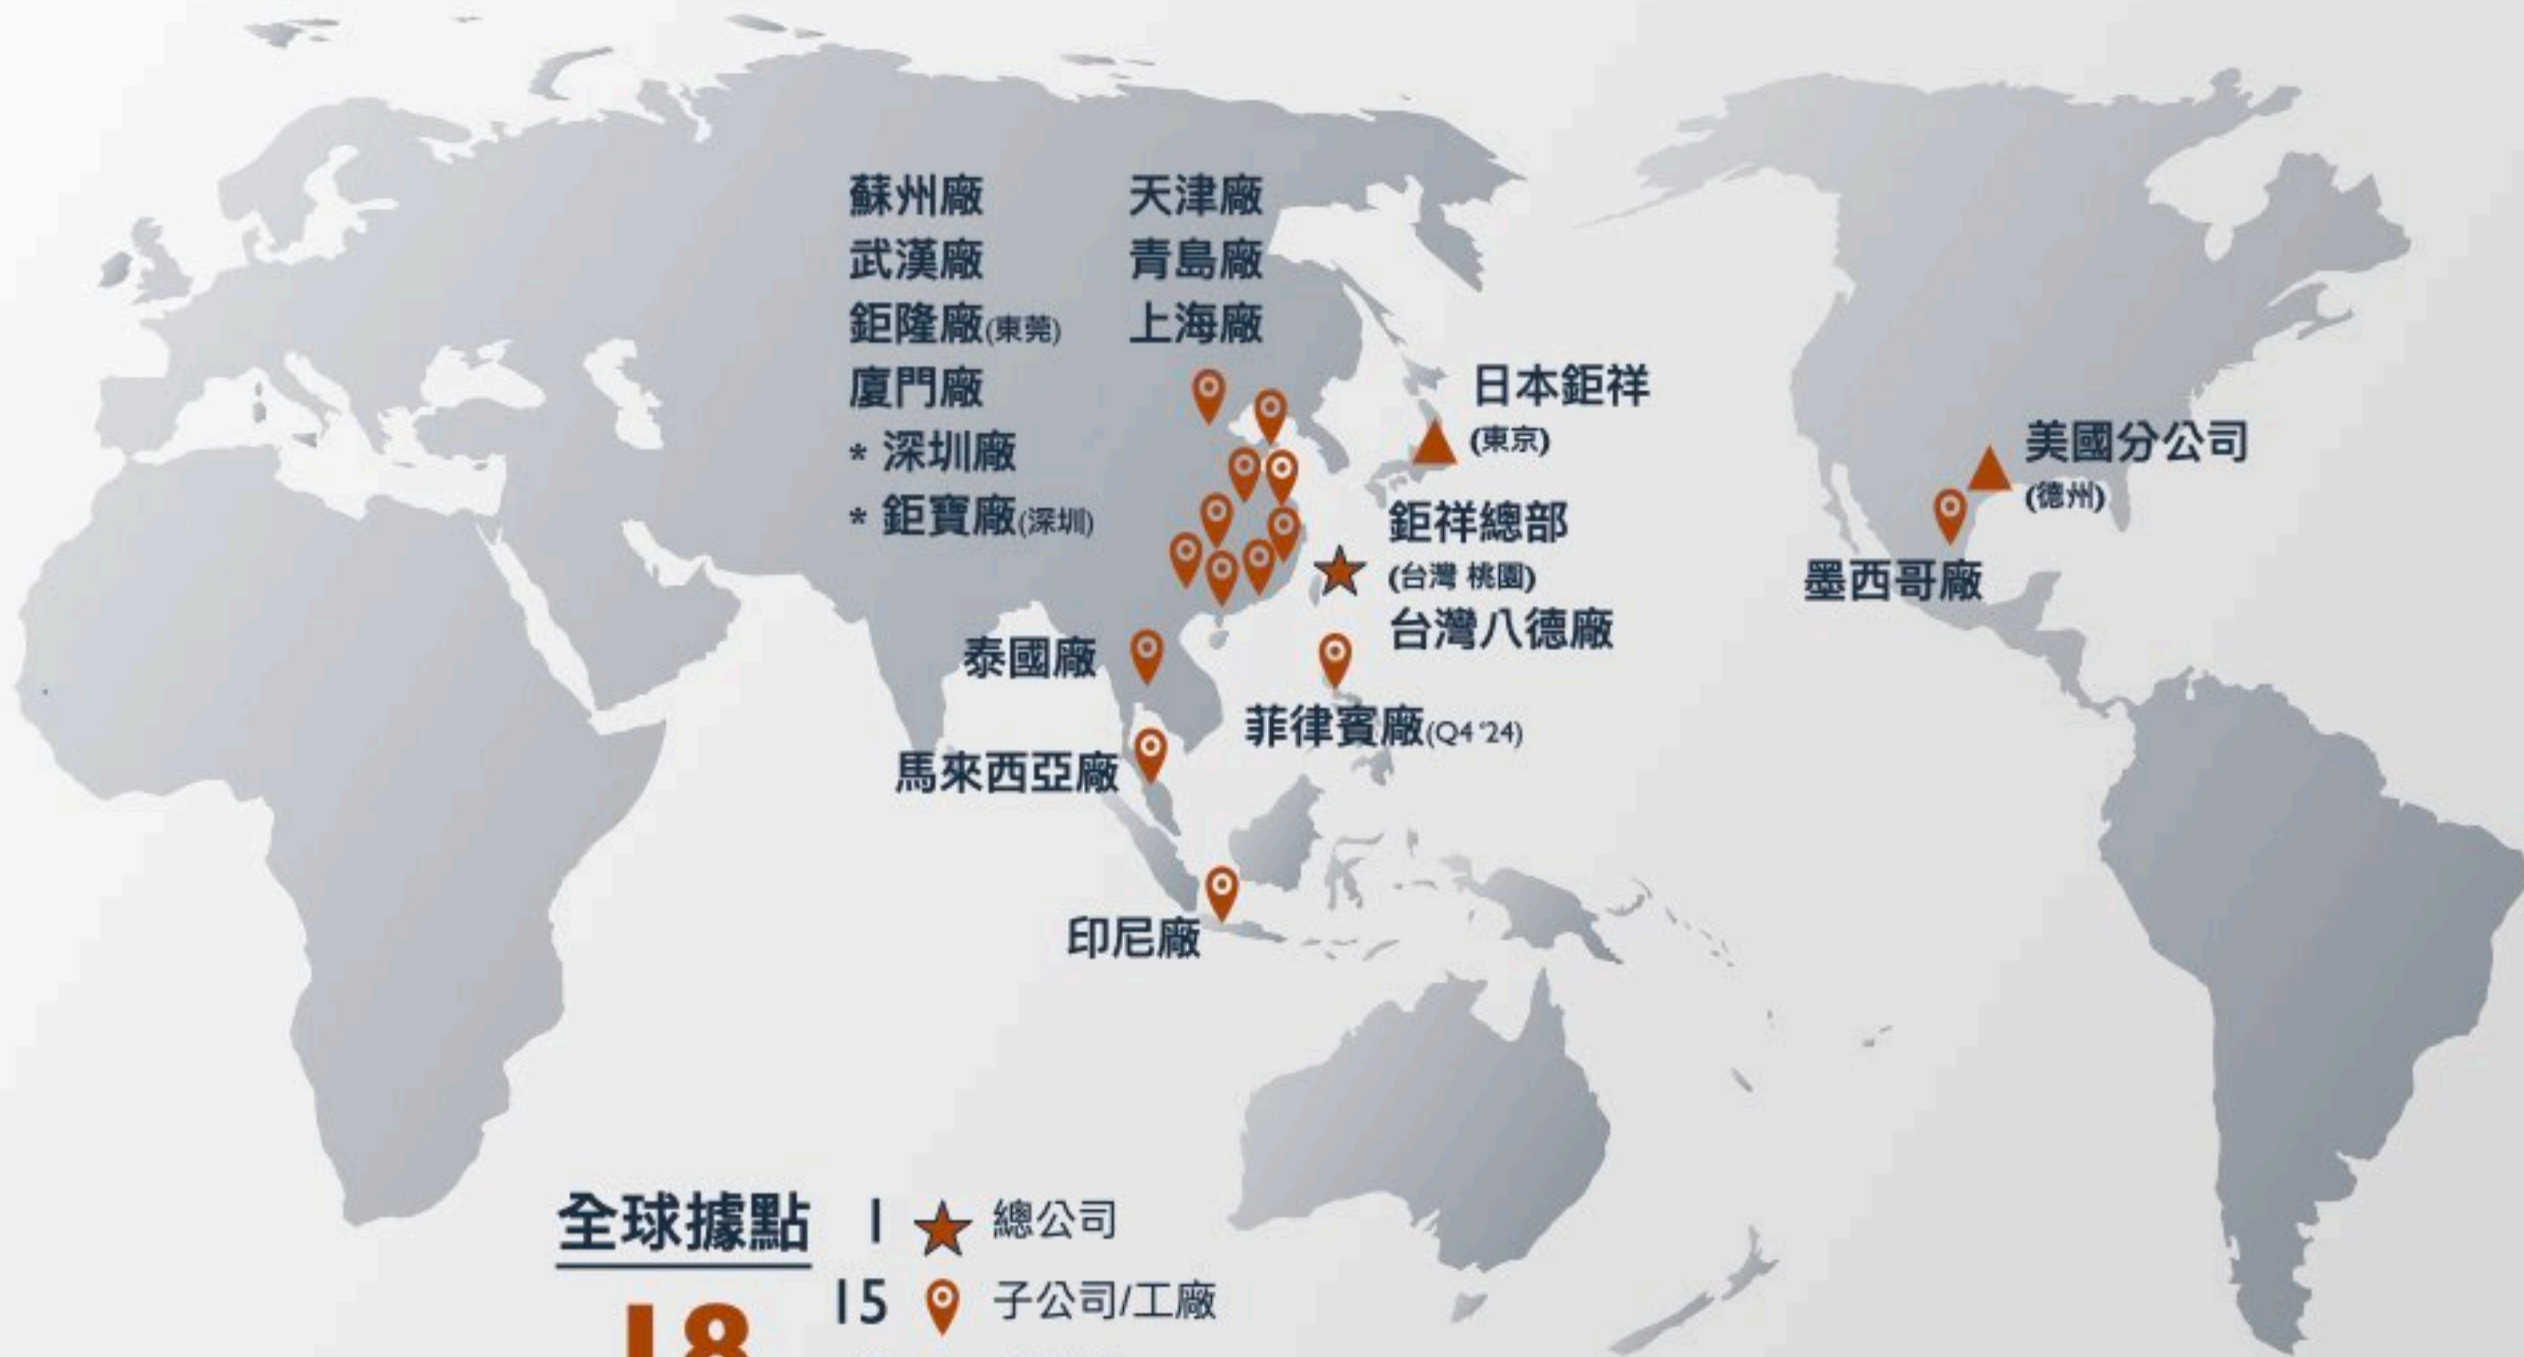 蘇州廠
武漢廠
鉅隆廠(東莞)
廈門廠
* 深圳廠
* 鉅寶廠(深圳)
天津廠
青島廠
上海廠
日本鉅祥
(東京)
鉅祥總部
(台灣 桃園)
台灣八德廠
美國分公司
(德州)
墨西哥廠
泰國廠
菲律賓廠(Q4 '24)
馬來西亞廠
印尼廠
全球據點
18
1 總公司
15 子公司/工廠